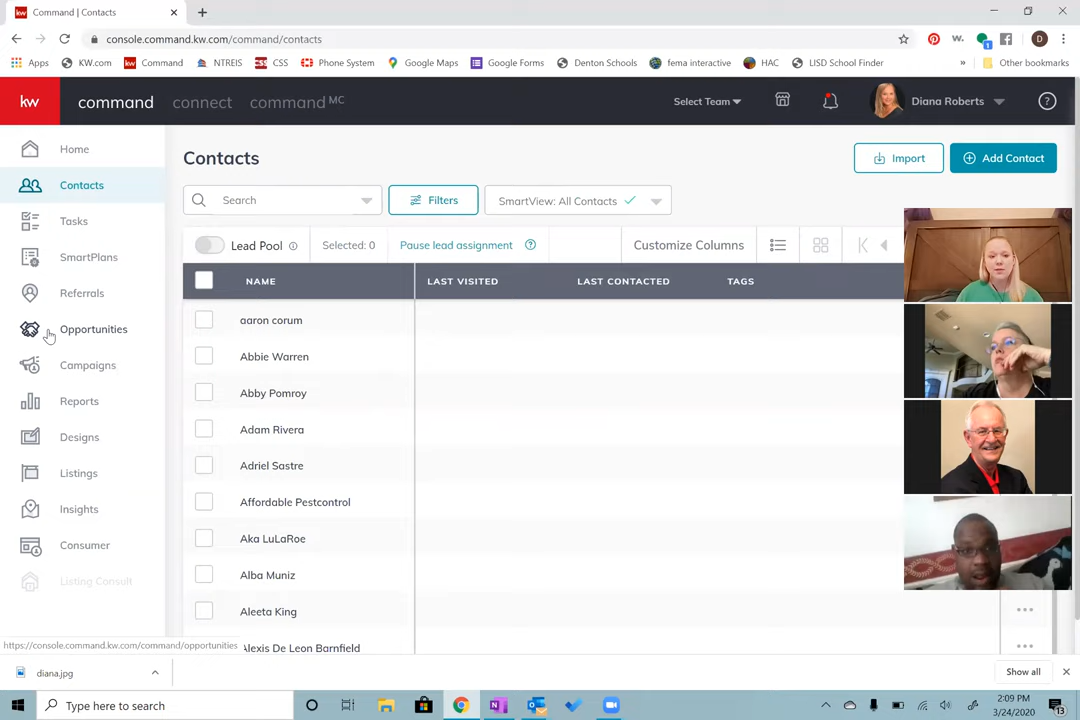 kw Command | Contacts
console.command.kw.com/command/contacts
W. 1 D
Apps KW.com Command NTREIS CSS Phone System Google Maps Google Forms Denton Schools fema interactive HAC LISD School Finder » Other bookmarks
kw command connect command MC Select Team Diana Roberts ?
Home
Contacts
Tasks
SmartPlans
Referrals
Opportunities
Campaigns
Reports
Designs
Listings
Insights
Consumer
Listing Consult
Contacts
Import Add Contact
Search Filters SmartView: All Contacts
Lead Pool Selected: 0 Pause lead assignment ? Customize Columns
NAME LAST VISITED LAST CONTACTED TAGS
aaron corum
Abbie Warren
Abby Pomroy
Adam Rivera
Adriel Sastre
Affordable Pestcontrol
Aka LuLaRoe
Alba Muniz
Aleeta King
Alexis De Leon Barnfield
https://console.command.kw.com/command/opportunities
diana.jpg Show all
Type here to search
2:09 PM
3/24/2020
13